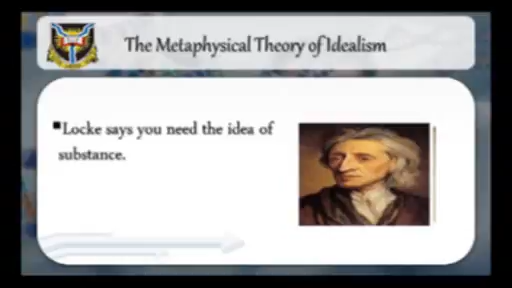 The Metaphysical Theory of Idealism
Locke says you need the idea of
substance.